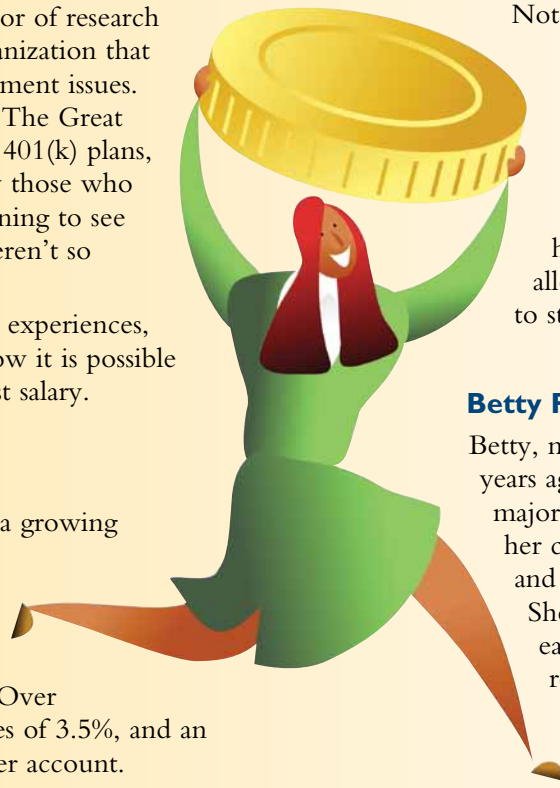 or of research
anization that
ment issues.
The Great
401(k) plans,
those who
ning to see
eren't so
experiences,
ow it is possible
st salary.
a growing
Over
es of 3.5%, and an
er account.
Not
h
all
to st
Betty
Betty, n
years ag
major
her c
and
She
ea
r